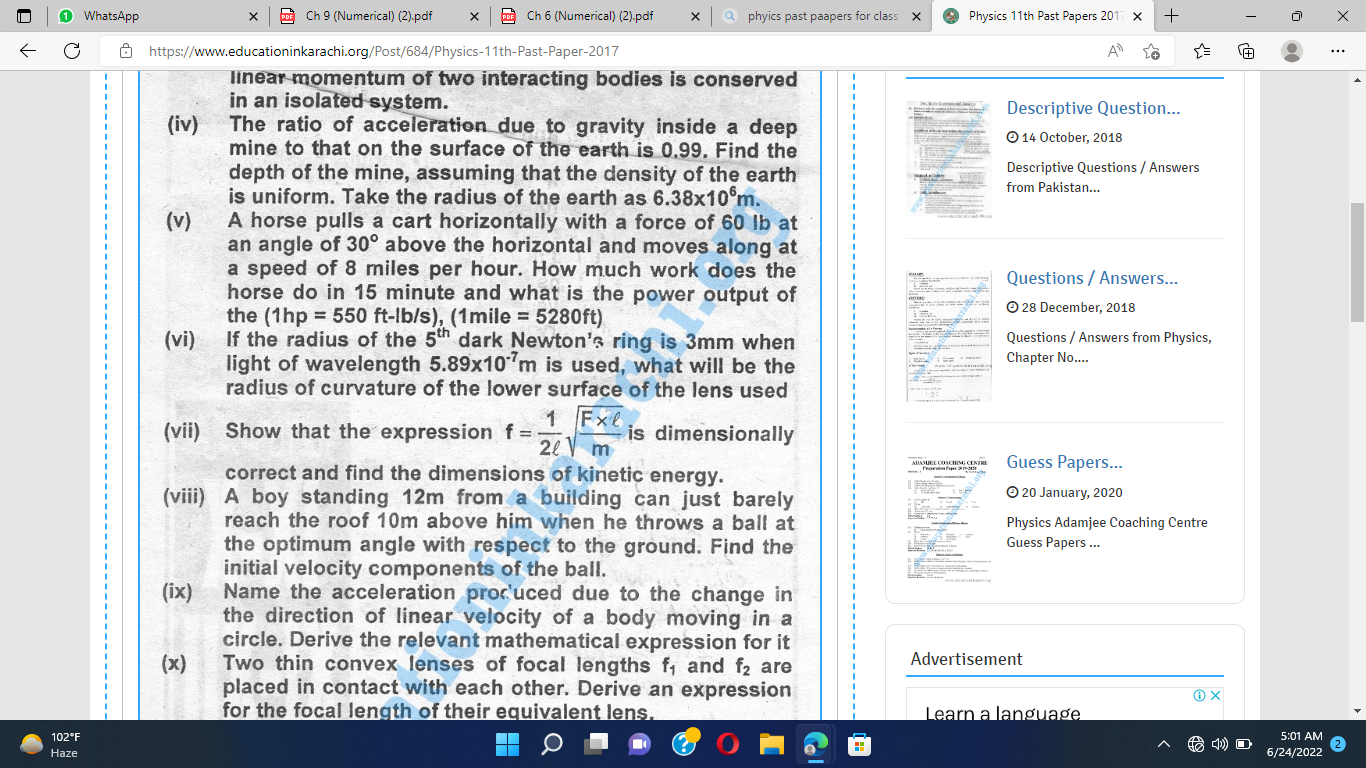 WhatsApp
Ch 9 (Numerical) (2).pdf
Ch 6 (Numerical) (2).pdf
phyics past paapers for class
Physics 11th Past Papers 2017
https://www.educationinkarachi.org/Post/684/Physics-11th-Past-Paper-2017
linear momentum of two interacting bodies is conserved
in an isolated system.
(iv) The ratio of acceleration due to gravity inside a deep
mine to that on the surface of the earth is 0.99. Find the
depth of the mine, assuming that the density of the earth
is uniform. Take the radius of the earth as 6.38x10⁶m.
(v) A horse pulls a cart horizontally with a force of 60 lb at
an angle of 30° above the horizontal and moves along at
a speed of 8 miles per hour. How much work does the
horse do in 15 minute and what is the power output of
the (1hp = 550 ft-lb/s), (1mile = 5280ft)
(vi) If the radius of the th dark Newton's ring is 3mm when
light of wavelength 5.89x10⁻⁷m is used, what will be the
radius of curvature of the lower surface of the lens used
(vii) Show that the expression f = 1/2ℓ √(F×ℓ/m) is dimensionally
correct and find the dimensions of kinetic energy.
(viii) A boy standing 12m from a building can just barely
reach the roof 10m above him when he throws a ball at
the optimum angle with respect to the ground. Find the
initial velocity components of the ball.
(ix) Name the acceleration produced due to the change in
the direction of linear velocity of a body moving in a
circle. Derive the relevant mathematical expression for it
(x) Two thin convex lenses of focal lengths f₁ and f₂ are
placed in contact with each other. Derive an expression
for the focal length of their equivalent lens.
tioninkarachi.org
Descriptive Question...
14 October, 2018
Descriptive Questions / Answers
from Pakistan...
Questions / Answers...
28 December, 2018
Questions / Answers from Physics,
Chapter No....
ADAMJEE COACHING CENTRE
Guess Papers...
20 January, 2020
Physics Adamjee Coaching Centre
Guess Papers ...
Advertisement
Learn a language
102°F
Haze
5:01 AM
6/24/2022
2